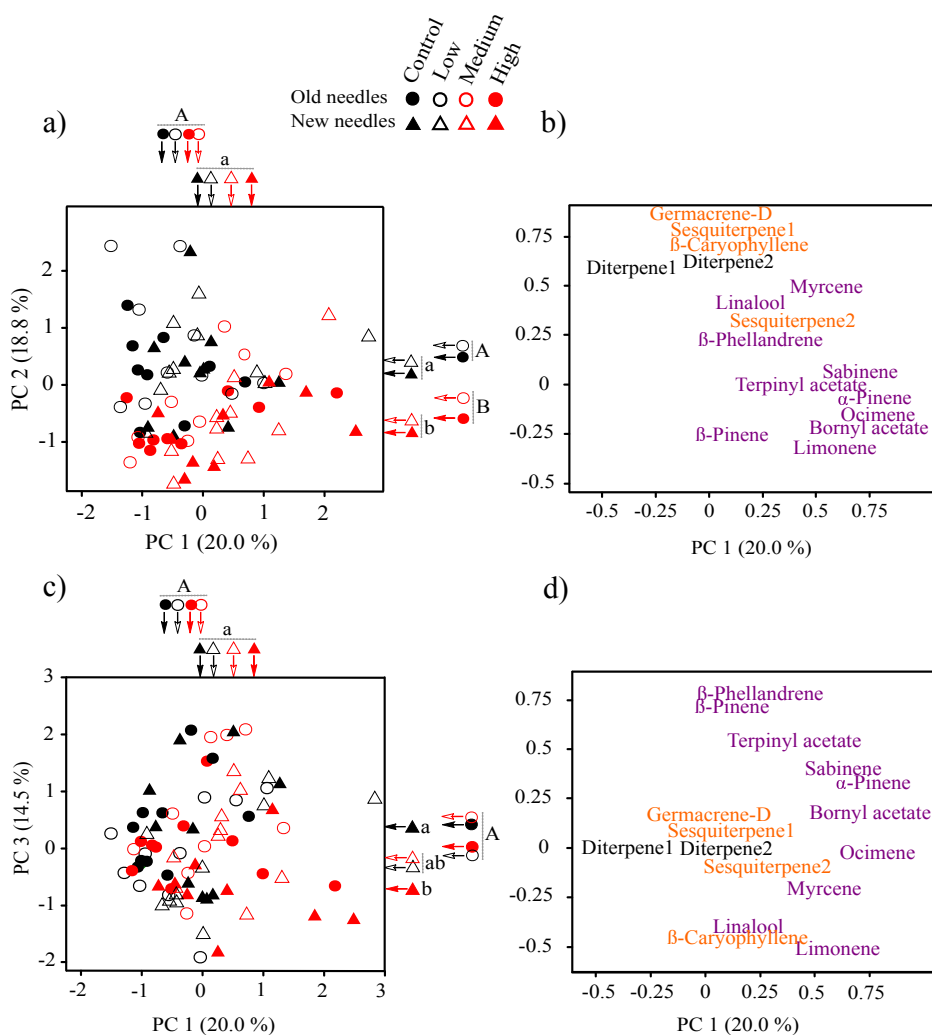 Control
Low
Medium
High
Old needles
New needles
a)
A
a
2
1
0
-1
PC 2 (18.8 %)
A
a
B
b
-2
-1
0
1
2
PC 1 (20.0 %)
b)
0.75
0.5
0.25
0
-0.25
-0.5
Germacrene-D
Sesquiterpene1
ß-Caryophyllene
Diterpene1
Diterpene2
Myrcene
Linalool
Sesquiterpene2
ß-Phellandrene
Sabinene
Terpinyl acetate
α-Pinene
Ocimene
Bornyl acetate
ß-Pinene
Limonene
-0.5
-0.25
0
0.25
0.5
0.75
PC 1 (20.0 %)
c)
A
a
3
2
1
0
-1
-2
PC 3 (14.5 %)
a
A
ab
b
-2
-1
0
1
2
3
PC 1 (20.0 %)
d)
0.75
0.5
0.25
0
-0.25
-0.5
ß-Phellandrene
ß-Pinene
Terpinyl acetate
Sabinene
α-Pinene
Germacrene-D
Bornyl acetate
Sesquiterpene1
Diterpene1
Diterpene2
Ocimene
Sesquiterpene2
Myrcene
Linalool
ß-Caryophyllene
Limonene
-0.5
-0.25
0
0.25
0.5
0.75
PC 1 (20.0 %)